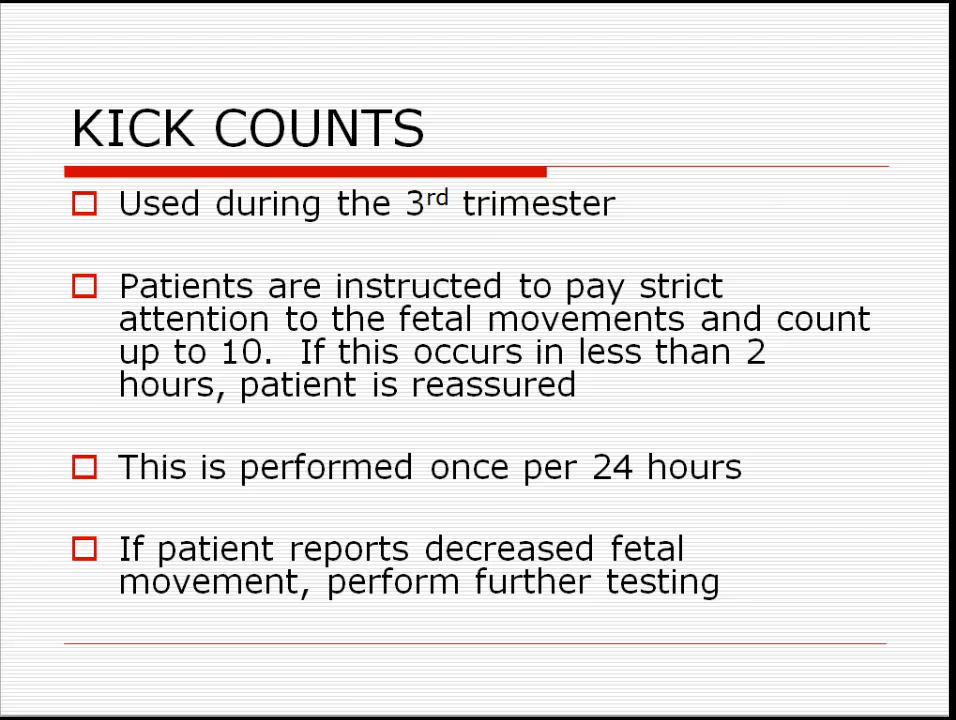 KICK COUNTS
Used during the 3rd trimester
Patients are instructed to pay strict
attention to the fetal movements and count
up to 10.  If this occurs in less than 2
hours, patient is reassured
This is performed once per 24 hours
If patient reports decreased fetal
movement, perform further testing